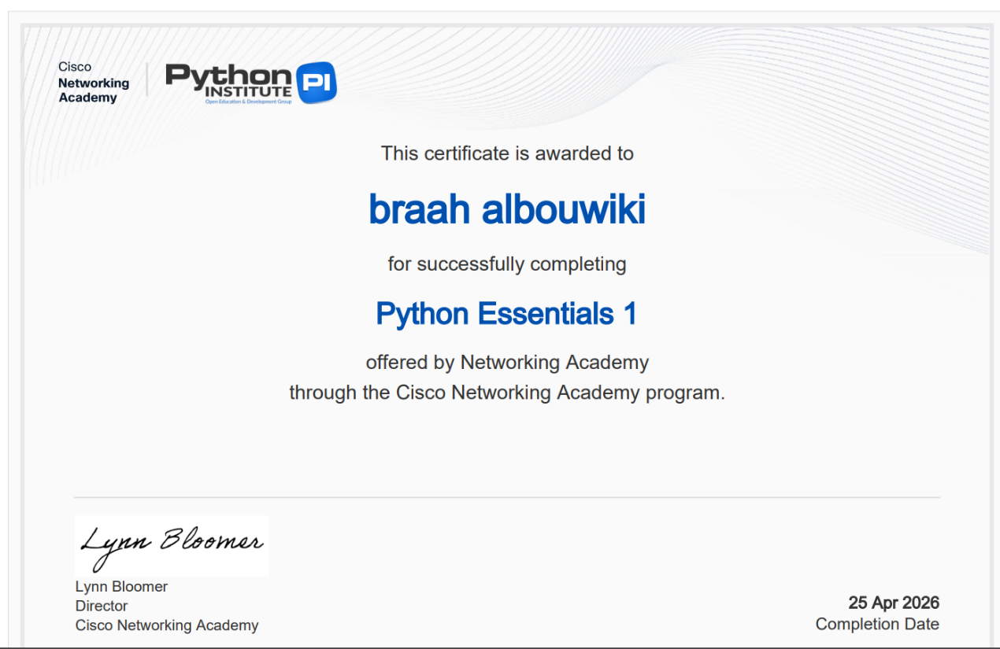 Cisco
Networking
Academy
Python
INSTITUTE
Open Education & Development Group
PI
This certificate is awarded to
braah albouwiki
for successfully completing
Python Essentials 1
offered by Networking Academy
through the Cisco Networking Academy program.
Lynn Bloomer
Lynn Bloomer
Director
Cisco Networking Academy
25 Apr 2026
Completion Date